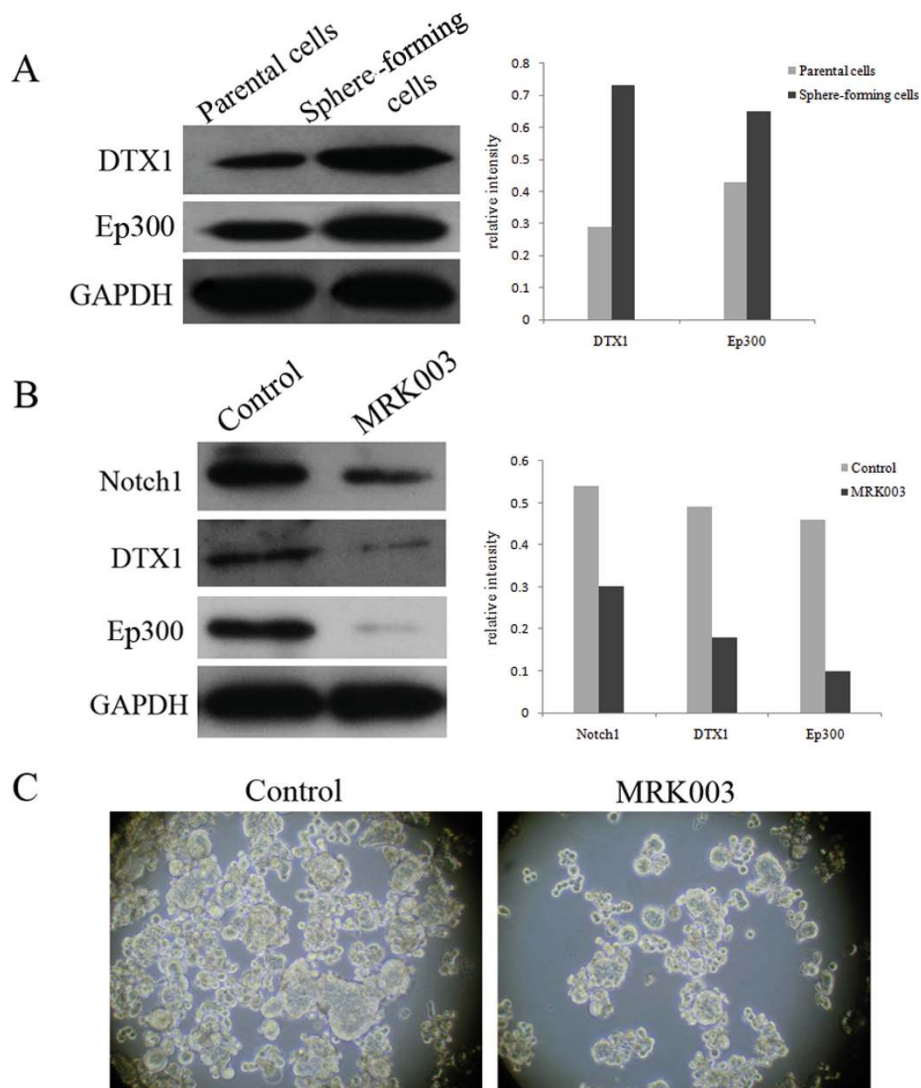 A
Parental cells
Sphere-forming
cells
DTX1
Ep300
GAPDH
Parental cells
Sphere-forming cells
relative intensity
0.8
0.7
0.6
0.5
0.4
0.3
0.2
0.1
0
DTX1 Ep300
B
Control
MRK003
Notch1
DTX1
Ep300
GAPDH
Control
MRK003
relative intensity
0.6
0.5
0.4
0.3
0.2
0.1
0
Notch1 DTX1 Ep300
C
Control
MRK003